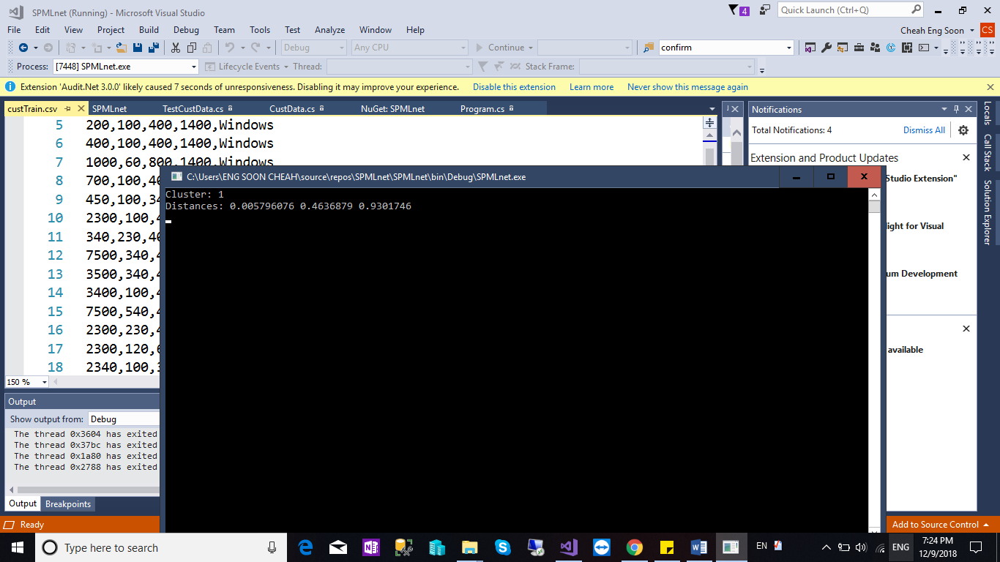 SPMLnet (Running) - Microsoft Visual Studio
4
Quick Launch (Ctrl+Q)
File Edit View Project Build Debug Team Tools Test Analyze Window Help
Cheah Eng Soon
CS
Debug
Any CPU
Continue
confirm
Process: [7448] SPMLnet.exe
Lifecycle Events
Thread:
Stack Frame:
Extension 'Audit.Net 3.0.0' likely caused 7 seconds of unresponsiveness. Disabling it may improve your experience. Disable this extension Learn more Never show this message again
custTrain.csv SPMLnet TestCustData.cs CustData.cs NuGet: SPMLnet Program.cs
5 200,100,400,1400,Windows
6 400,100,400,1400,Windows
7 1000,60,800,1400,Windows
8 700,100,40
9 450,100,34
10 2300,100,4
11 340,230,40
12 7500,340,4
13 3500,340,4
14 3400,100,4
15 7500,540,4
16 2300,230,4
17 2300,120,6
18 2340,100,3
150 %
C:\Users\ENG SOON CHEAH\source\repos\SPMLnet\SPMLnet\bin\Debug\SPMLnet.exe
Cluster: 1
Distances: 0.005796076 0.4636879 0.9301746
Notifications
Total Notifications: 4
Dismiss All
Extension and Product Updates
Studio Extension"
light for Visual
um Development
available
Locals
Call Stack
Solution Explorer
Output
Show output from: Debug
The thread 0x3604 has exited
The thread 0x37bc has exited
The thread 0x1a80 has exited
The thread 0x2788 has exited
Output Breakpoints
Ready
Add to Source Control
Type here to search
EN
ENG
7:24 PM
12/9/2018